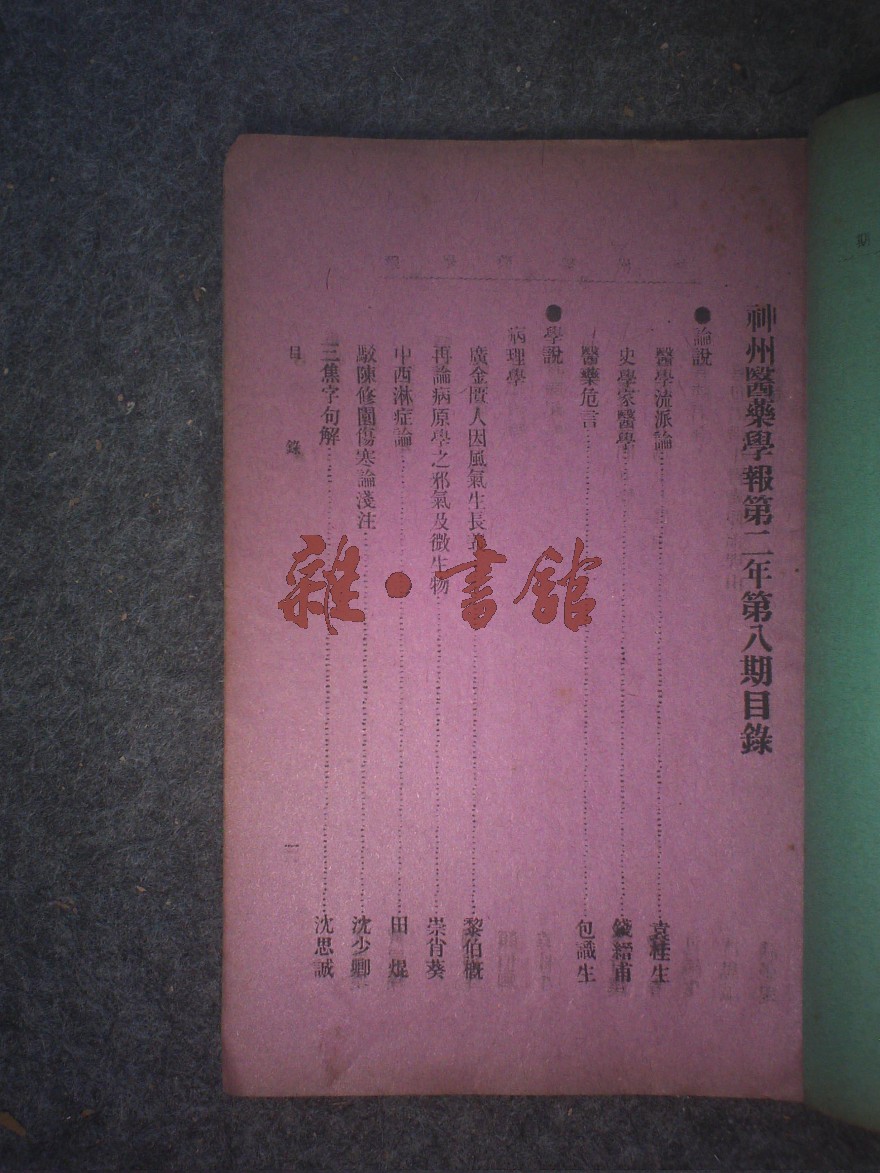 神州醫藥學報第二年第八期目錄
●論說
醫學流派論 袁桂生
史學家醫學 錢縉甫
醫藥危言 包識生
●學說
病理學
廣金匱人因風氣生長 黎伯概
再論病原學之邪氣及微生物 崇肖葵
中西淋症論 田焜
駁陳修園傷寒論淺注 沈少卿
三焦字句解 沈思誠
目錄
雜·書館